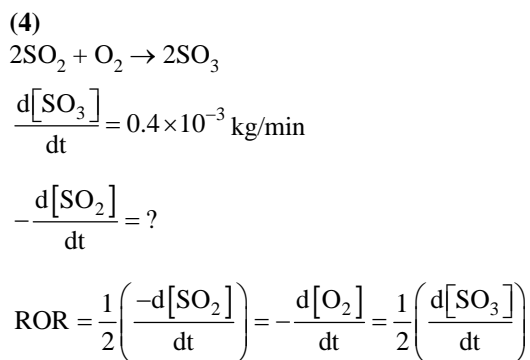 (4)
2SO₂ + O₂ → 2SO₃
d[SO₃]/dt = 0.4×10⁻³ kg/min
-d[SO₂]/dt = ?
ROR = 1/2(-d[SO₂]/dt) = -d[O₂]/dt = 1/2(d[SO₃]/dt)